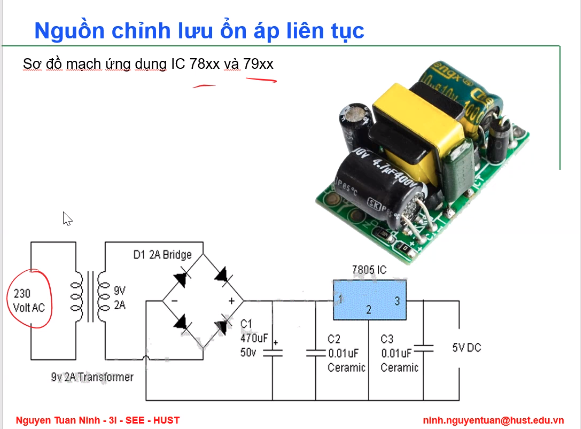 Nguồn chỉnh lưu ổn áp liên tục
Sơ đồ mạch ứng dụng IC 78xx và 79xx
4.7µF400V
D1 2A Bridge
7805 IC
230
Volt AC
9V
2A
−
+
1
2
3
C1
470uF
50v
+
C2
0.01uF
Ceramic
C3
0.01uF
Ceramic
5V DC
9v 2A Transformer
Nguyen Tuan Ninh - 3I - SEE - HUST
ninh.nguyentuan@hust.edu.vn